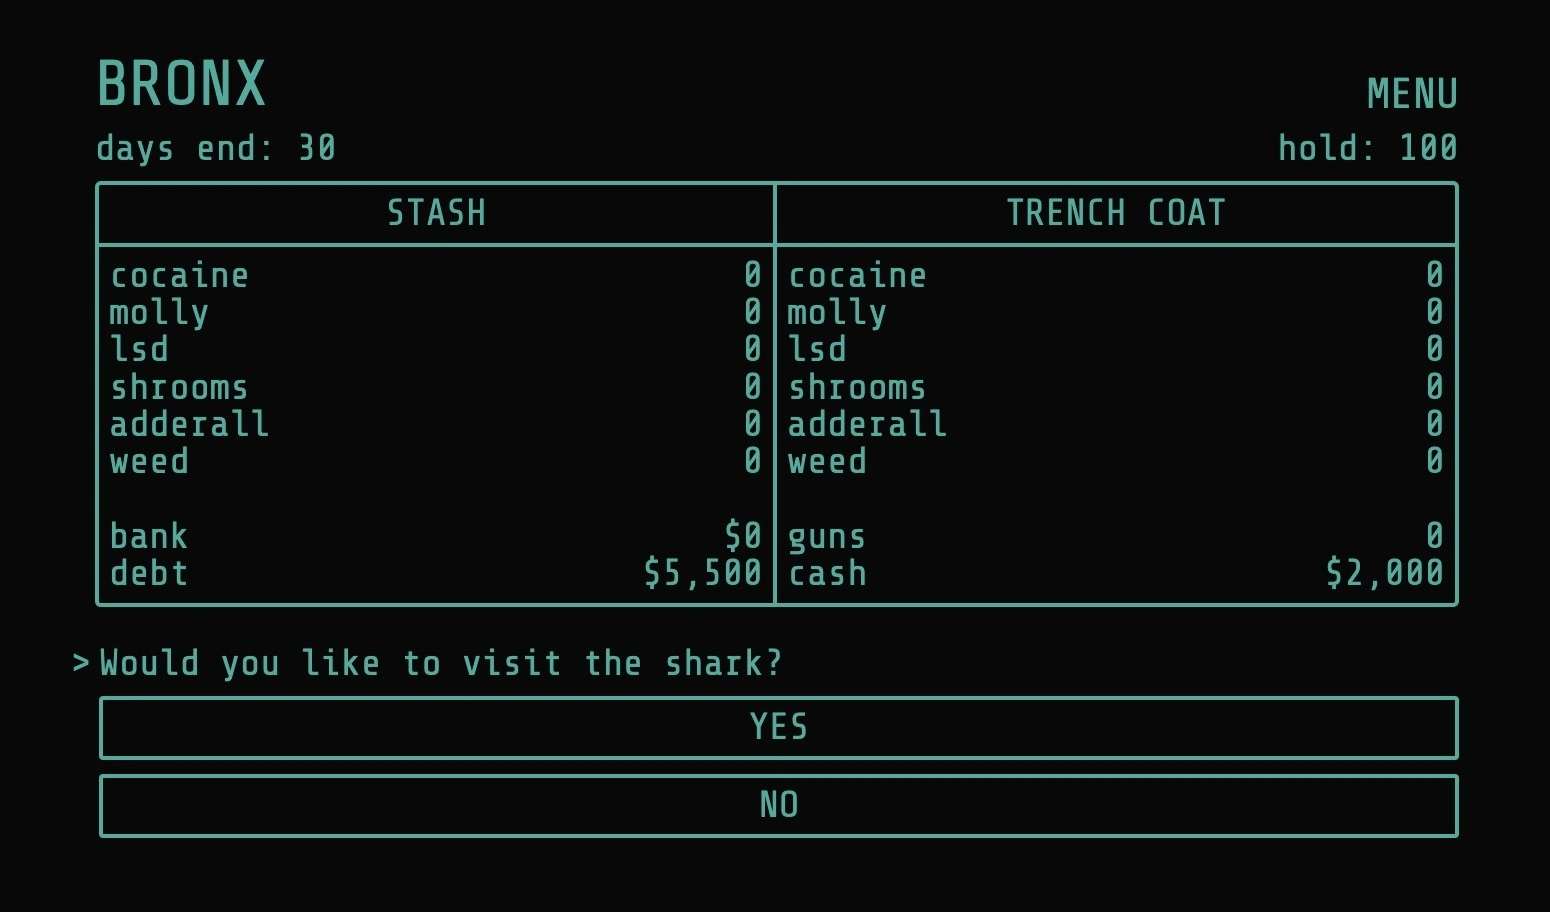 BRONX
MENU
days end: 30
hold: 100
STASH
TRENCH COAT
cocaine 0
molly 0
lsd 0
shrooms 0
adderall 0
weed 0
bank $0
debt $5,500
cocaine 0
molly 0
lsd 0
shrooms 0
adderall 0
weed 0
guns 0
cash $2,000
>Would you like to visit the shark?
YES
NO